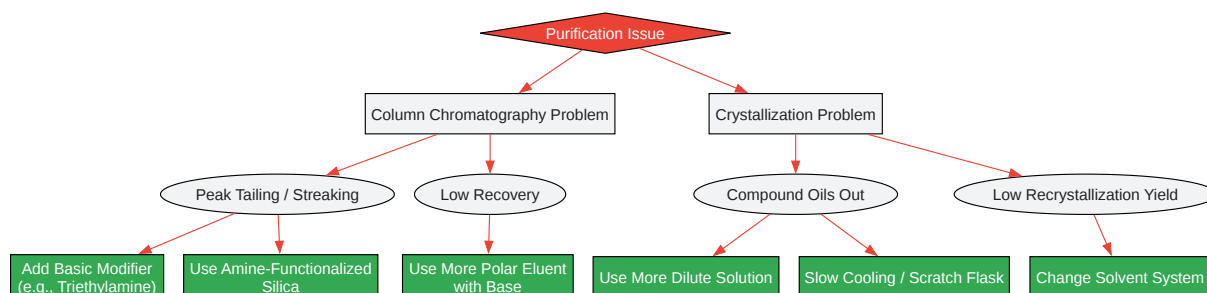 Purification Issue
Column Chromatography Problem
Crystallization Problem
Peak Tailing / Streaking
Low Recovery
Compound Oils Out
Low Recrystallization Yield
Add Basic Modifier
(e.g., Triethylamine)
Use Amine-Functionalized
Silica
Use More Polar Eluent
with Base
Use More Dilute Solution
Slow Cooling / Scratch Flask
Change Solvent System